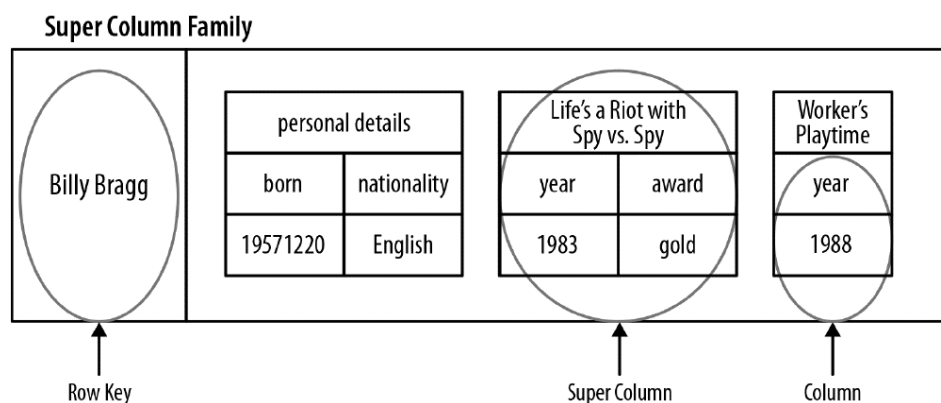 Super Column Family
Billy Bragg
personal details
born nationality
19571220 English
Life's a Riot with
Spy vs. Spy
year award
1983 gold
Worker's
Playtime
year
1988
Row Key
Super Column
Column